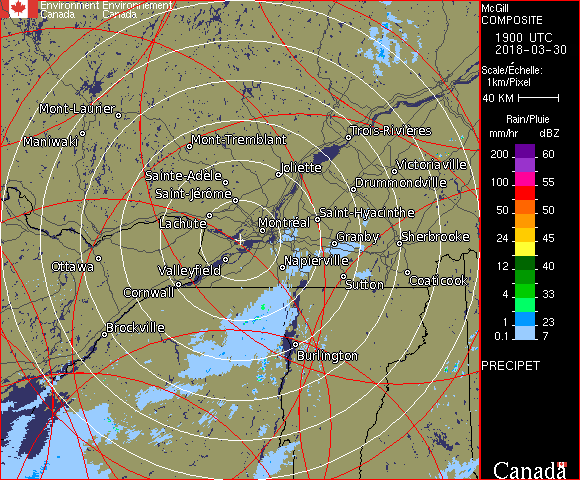 Environment Environnement
Canada Canada
McGill
COMPOSITE
1900 UTC
2018-03-30
Scale/Échelle:
1km/Pixel
40 KM
Rain/Pluie
mm/hr dBZ
200 60
155 57
100 55
50 50
24 45
12 40
4 33
1 23
0.1 7
PRECIPET
Canada
Mont-Laurier
Maniwaki
Mont-Tremblant
Trois-Rivières
Joliette
Victoriaville
Sainte-Adèle
Drummondville
Saint-Jérôme
Saint-Hyacinthe
Lachute
Montréal
Granby
Sherbrooke
Ottawa
Valleyfield
Napierville
Coaticook
Sutton
Cornwall
Brockville
Burlington